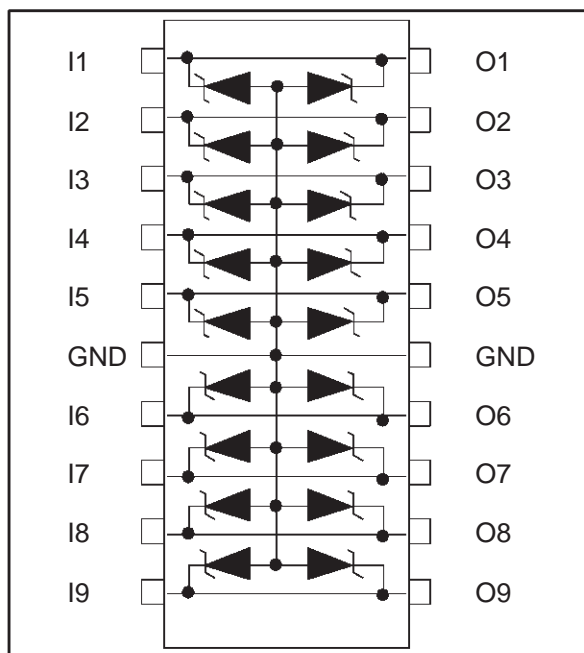 I1 O1
I2 O2
I3 O3
I4 O4
I5 O5
GND GND
I6 O6
I7 O7
I8 O8
I9 O9